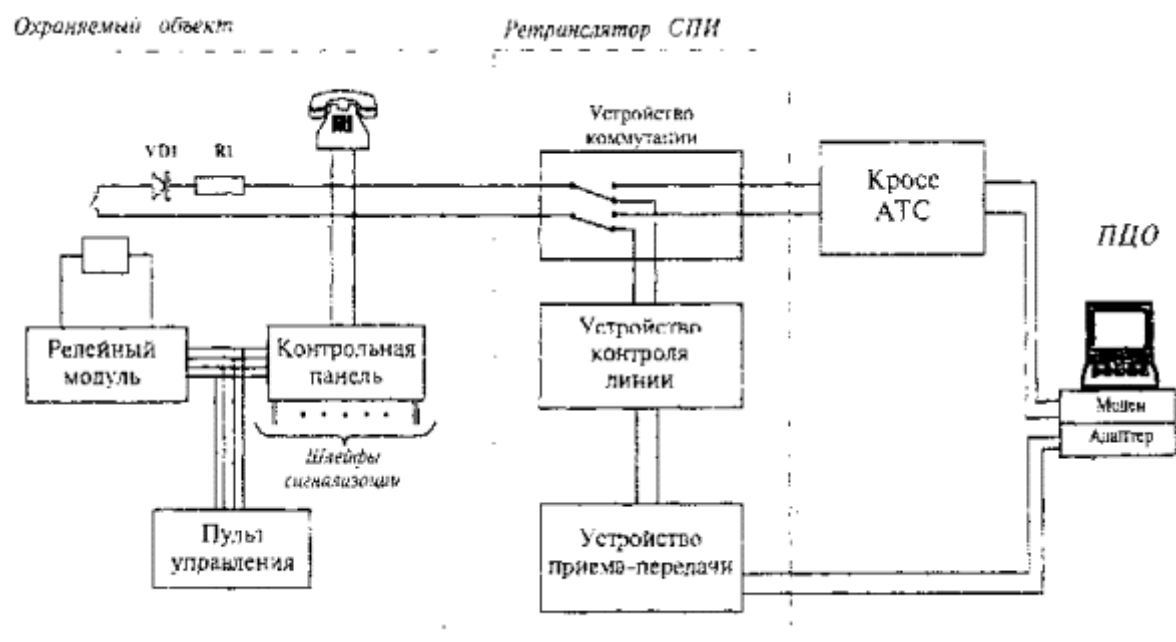 Охраняемый объект
Ретранслятор СПИ
Устройство
коммутации
VD1
R1
Кросс
АТС
ПЦО
Релейный
модуль
Контрольная
панель
Устройство
контроля
линии
Модем
Адаптер
Шлейфы
сигнализации
Пульт
управления
Устройство
приема-передачи